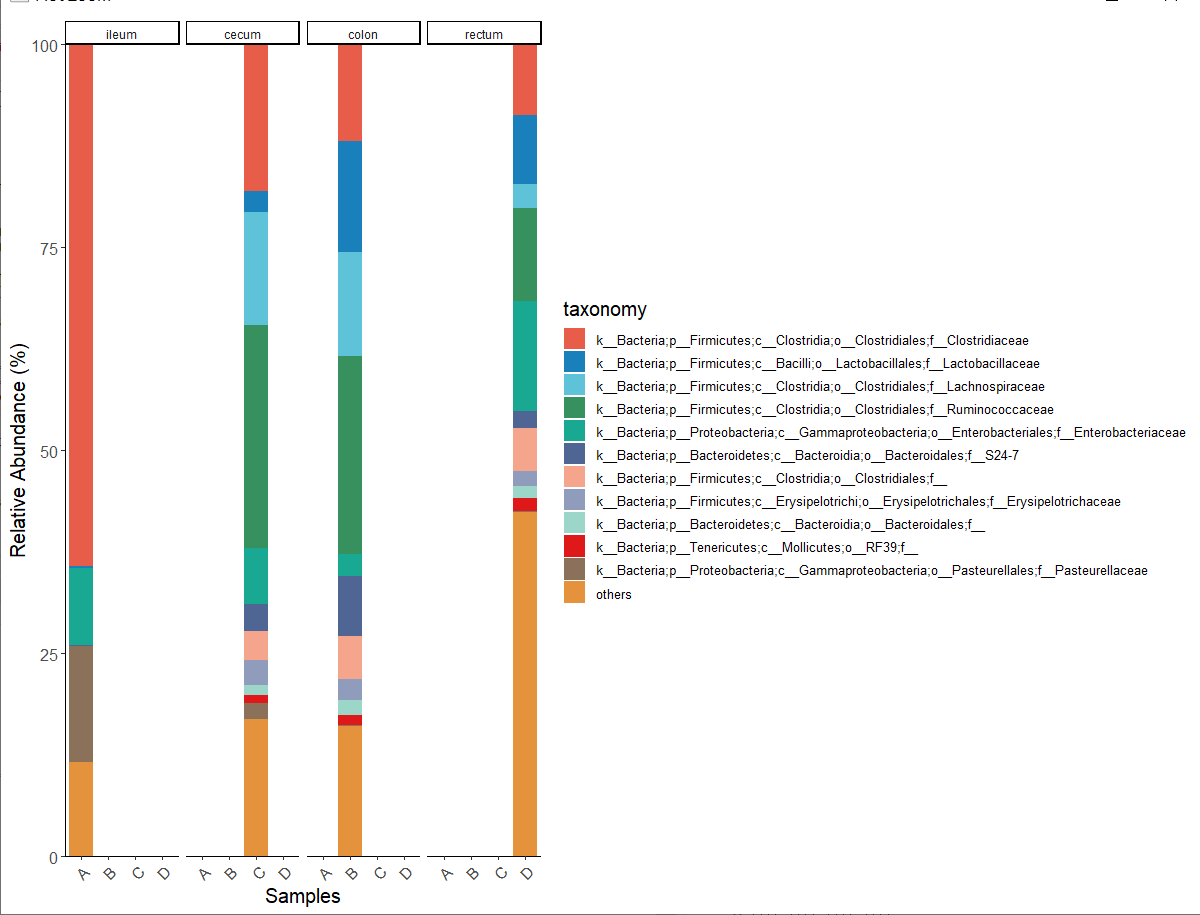 ileum cecum colon rectum
100
75
50
25
0
Relative Abundance (%)
A B C D A B C D A B C D A B C D
Samples
taxonomy
k__Bacteria;p__Firmicutes;c__Clostridia;o__Clostridiales;f__Clostridiaceae
k__Bacteria;p__Firmicutes;c__Bacilli;o__Lactobacillales;f__Lactobacillaceae
k__Bacteria;p__Firmicutes;c__Clostridia;o__Clostridiales;f__Lachnospiraceae
k__Bacteria;p__Firmicutes;c__Clostridia;o__Clostridiales;f__Ruminococcaceae
k__Bacteria;p__Proteobacteria;c__Gammaproteobacteria;o__Enterobacteriales;f__Enterobacteriaceae
k__Bacteria;p__Bacteroidetes;c__Bacteroidia;o__Bacteroidales;f__S24-7
k__Bacteria;p__Firmicutes;c__Clostridia;o__Clostridiales;f__
k__Bacteria;p__Firmicutes;c__Erysipelotrichi;o__Erysipelotrichales;f__Erysipelotrichaceae
k__Bacteria;p__Bacteroidetes;c__Bacteroidia;o__Bacteroidales;f__
k__Bacteria;p__Tenericutes;c__Mollicutes;o__RF39;f__
k__Bacteria;p__Proteobacteria;c__Gammaproteobacteria;o__Pasteurellales;f__Pasteurellaceae
others